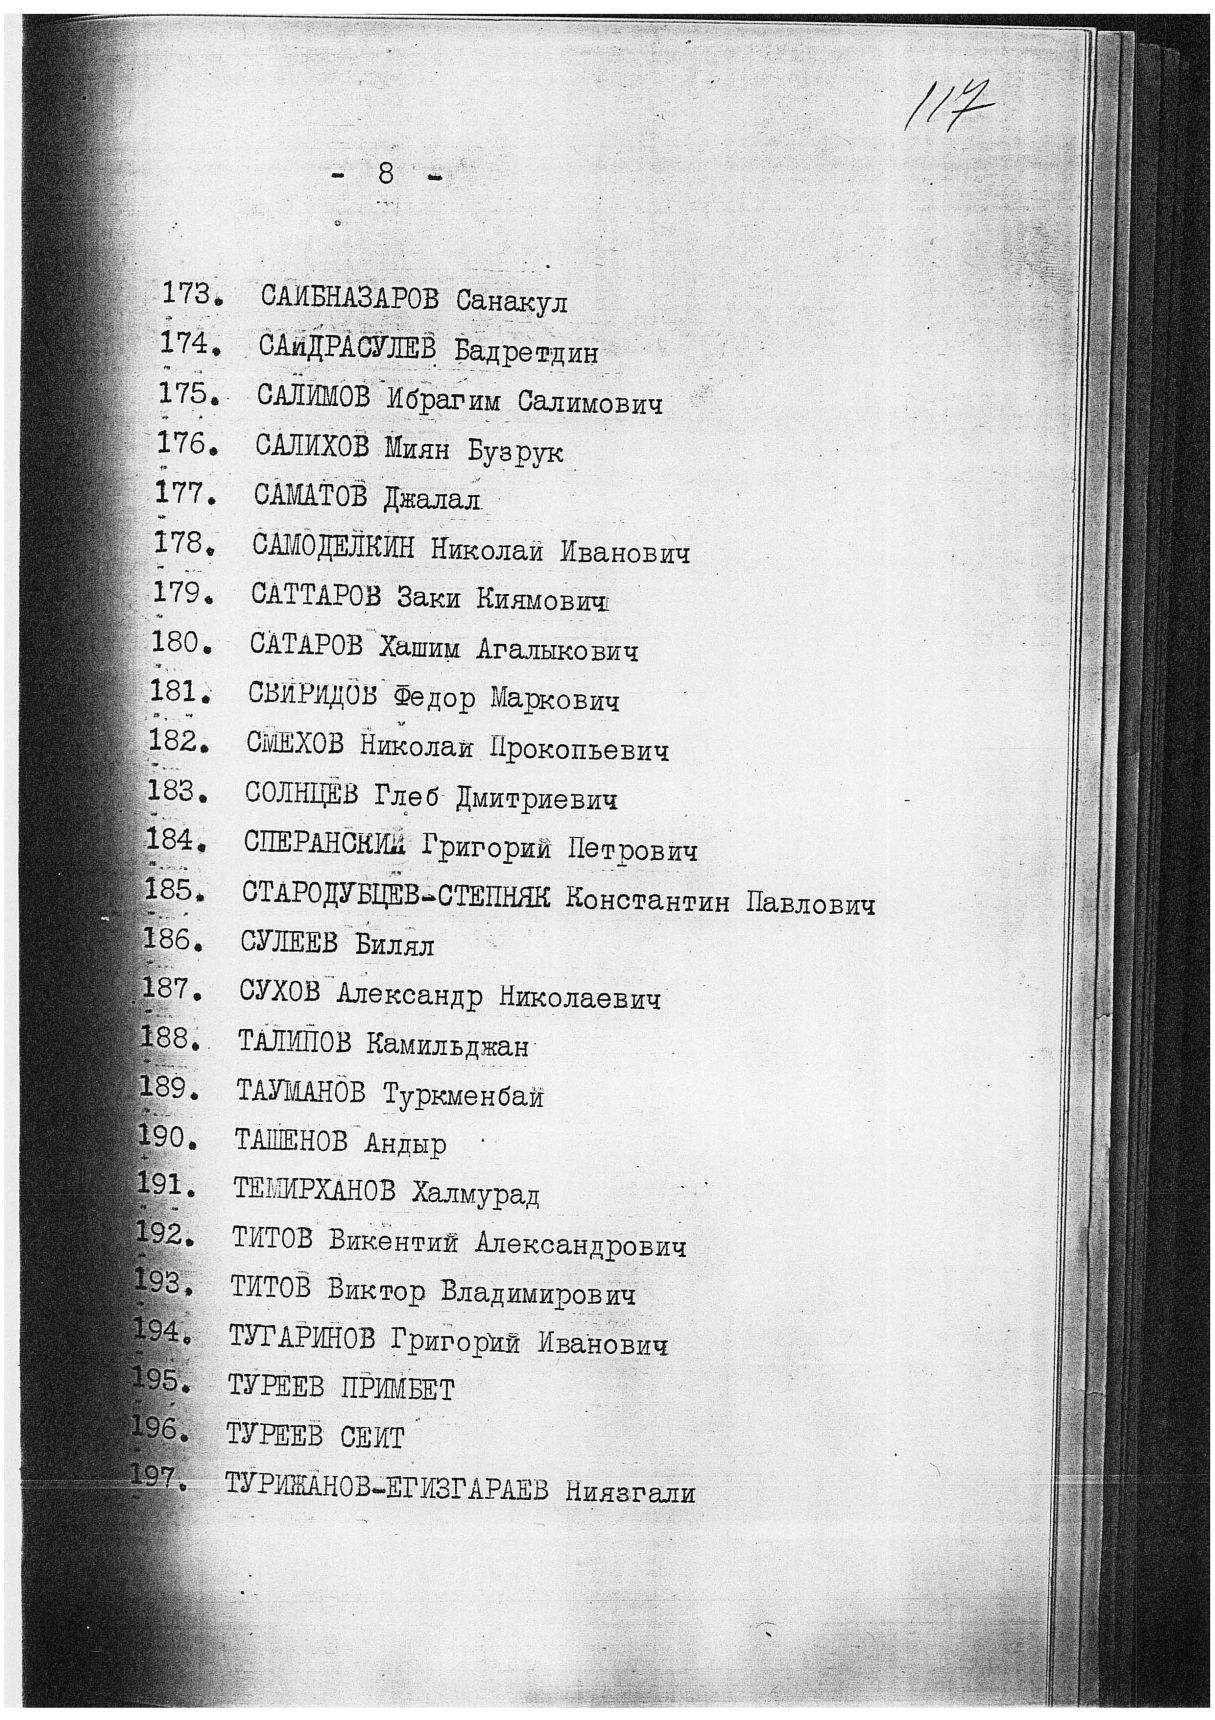 117
- 8 -
173. САИБНАЗАРОВ Санакул
174. САиДРАСУЛЕВ Бадретдин
175. САЛИМОВ Ибрагим Салимович
176. САЛИХОВ Миян Бузрук
177. САМАТОВ Джалал
178. САМОДЕЛКИН Николай Иванович
179. САТТАРОВ Заки Киямович
180. САТАРОВ Хашим Агалыкович
181. СВИРИДОВ Федор Маркович
182. СМЕХОВ Николай Прокопьевич
183. СОЛНЦЕВ Глеб Дмитриевич
184. СПЕРАНСКИЙ Григорий Петрович
185. СТАРОДУБЦЕВ-СТЕПНЯК Константин Павлович
186. СУЛЕЕВ Билял
187. СУХОВ Александр Николаевич
188. ТАЛИПОВ Камильджан
189. ТАУМАНОВ Туркменбай
190. ТАШЕНОВ Андыр
191. ТЕМИРХАНОВ Халмурад
192. ТИТОВ Викентий Александрович
193. ТИТОВ Виктор Владимирович
194. ТУГАРИНОВ Григорий Иванович
195. ТУРЕЕВ ПРИМБЕТ
196. ТУРЕЕВ СЕИТ
197. ТУРИЖАНОВ-ЕГИЗГАРАЕВ Ниязгали